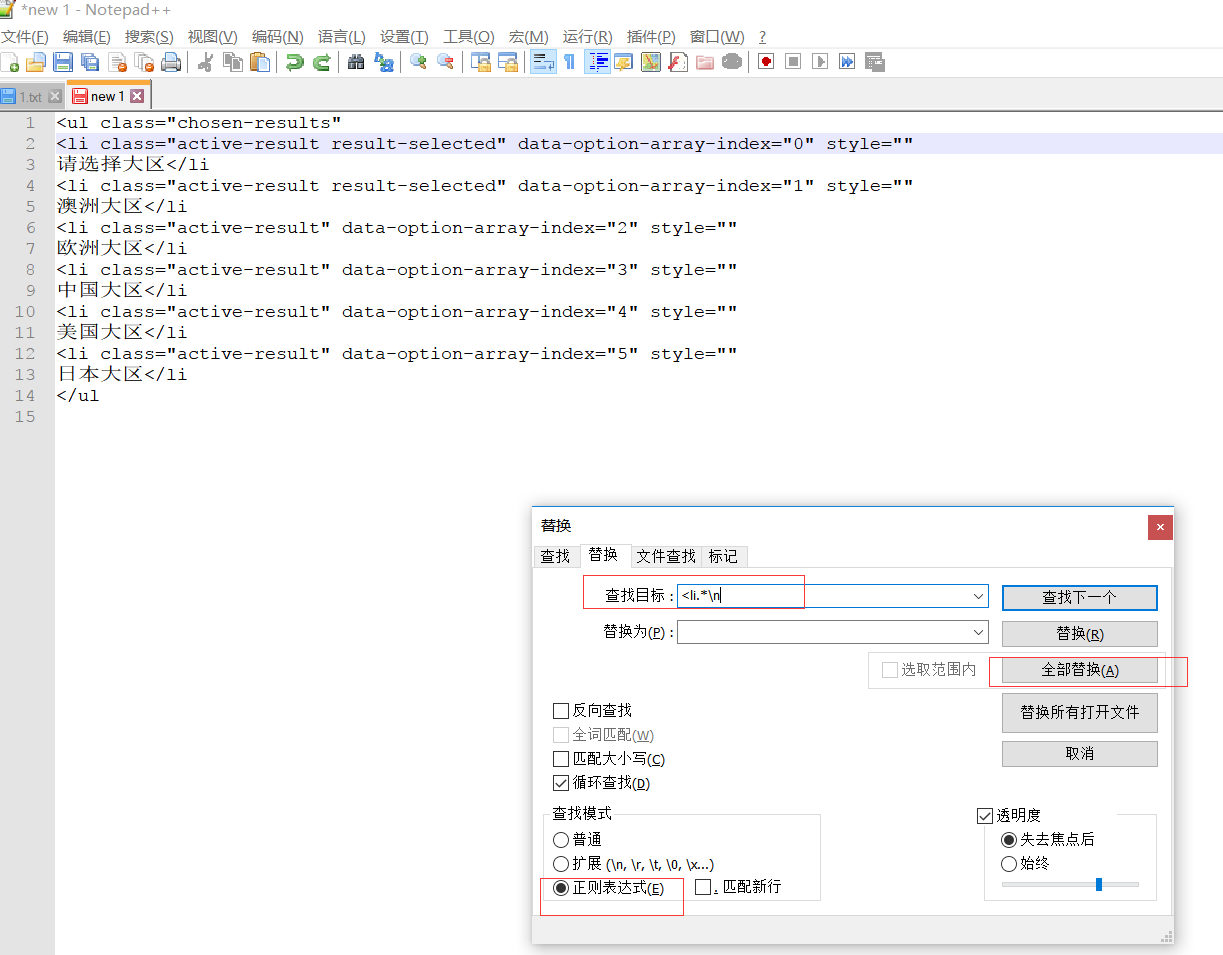 *new 1 - Notepad++
文件(F) 编辑(E) 搜索(S) 视图(V) 编码(N) 语言(L) 设置(T) 工具(O) 宏(M) 运行(R) 插件(P) 窗口(W) ?
1.txt new 1
1 <ul class="chosen-results"
2 <li class="active-result result-selected" data-option-array-index="0" style=""
3 请选择大区</li
4 <li class="active-result result-selected" data-option-array-index="1" style=""
5 澳洲大区</li
6 <li class="active-result" data-option-array-index="2" style=""
7 欧洲大区</li
8 <li class="active-result" data-option-array-index="3" style=""
9 中国大区</li
10 <li class="active-result" data-option-array-index="4" style=""
11 美国大区</li
12 <li class="active-result" data-option-array-index="5" style=""
13 日本大区</li
14 </ul
15
替换
查找 替换 文件查找 标记
查找目标 : <li.*\n 查找下一个
替换为(P) : 替换(R)
选取范围内 全部替换(A)
替换所有打开文件
取消
反向查找
全词匹配(W)
匹配大小写(C)
循环查找(D)
查找模式
普通
扩展 (\n, \r, \t, \0, \x...)
正则表达式(E) . 匹配新行
透明度
失去焦点后
始终